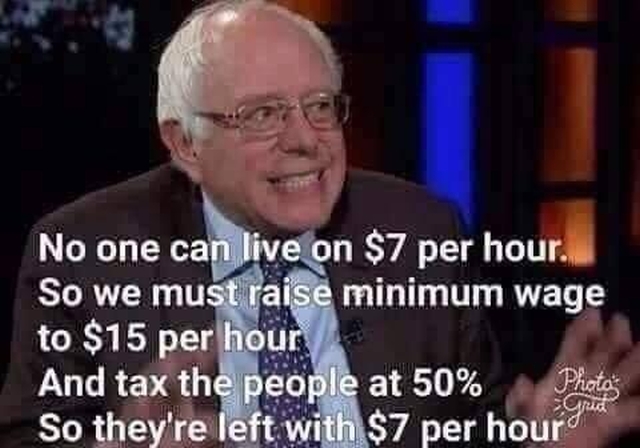 No one can live on $7 per hour.
So we must raise minimum wage
to $15 per hour
And tax the people at 50%
So they're left with $7 per hour
Photo
Grid